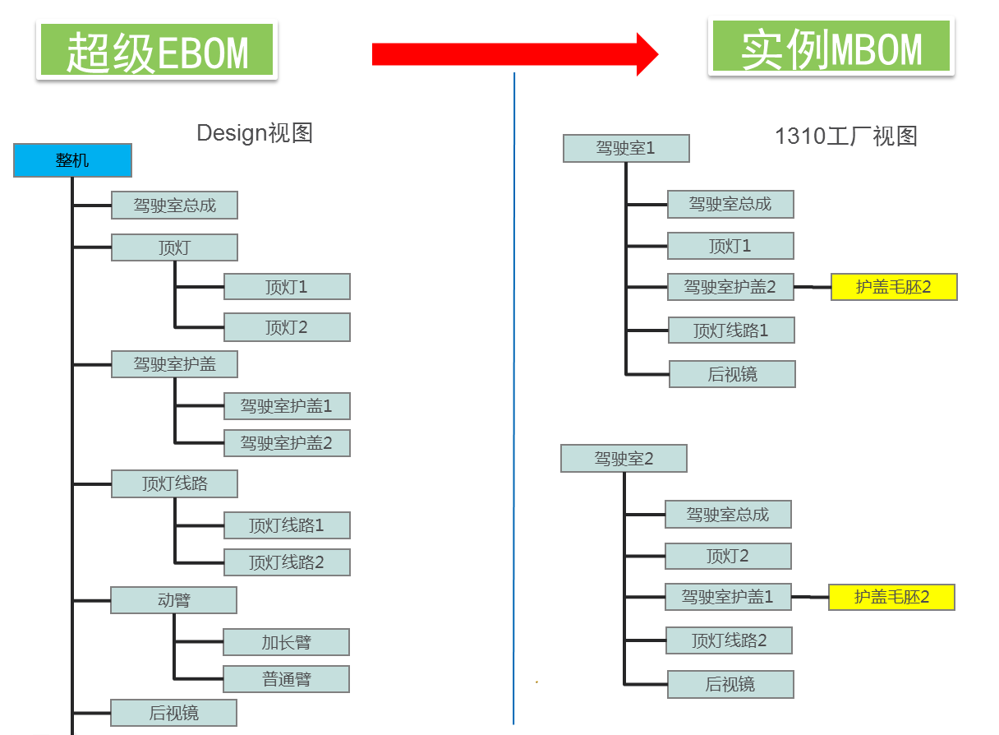 超级EBOM
实例MBOM
Design视图
1310工厂视图
整机
驾驶室总成
顶灯
顶灯1
顶灯2
驾驶室护盖
驾驶室护盖1
驾驶室护盖2
顶灯线路
顶灯线路1
顶灯线路2
动臂
加长臂
普通臂
后视镜
驾驶室1
驾驶室总成
顶灯1
驾驶室护盖2
护盖毛胚2
顶灯线路1
后视镜
驾驶室2
驾驶室总成
顶灯2
驾驶室护盖1
护盖毛胚2
顶灯线路2
后视镜